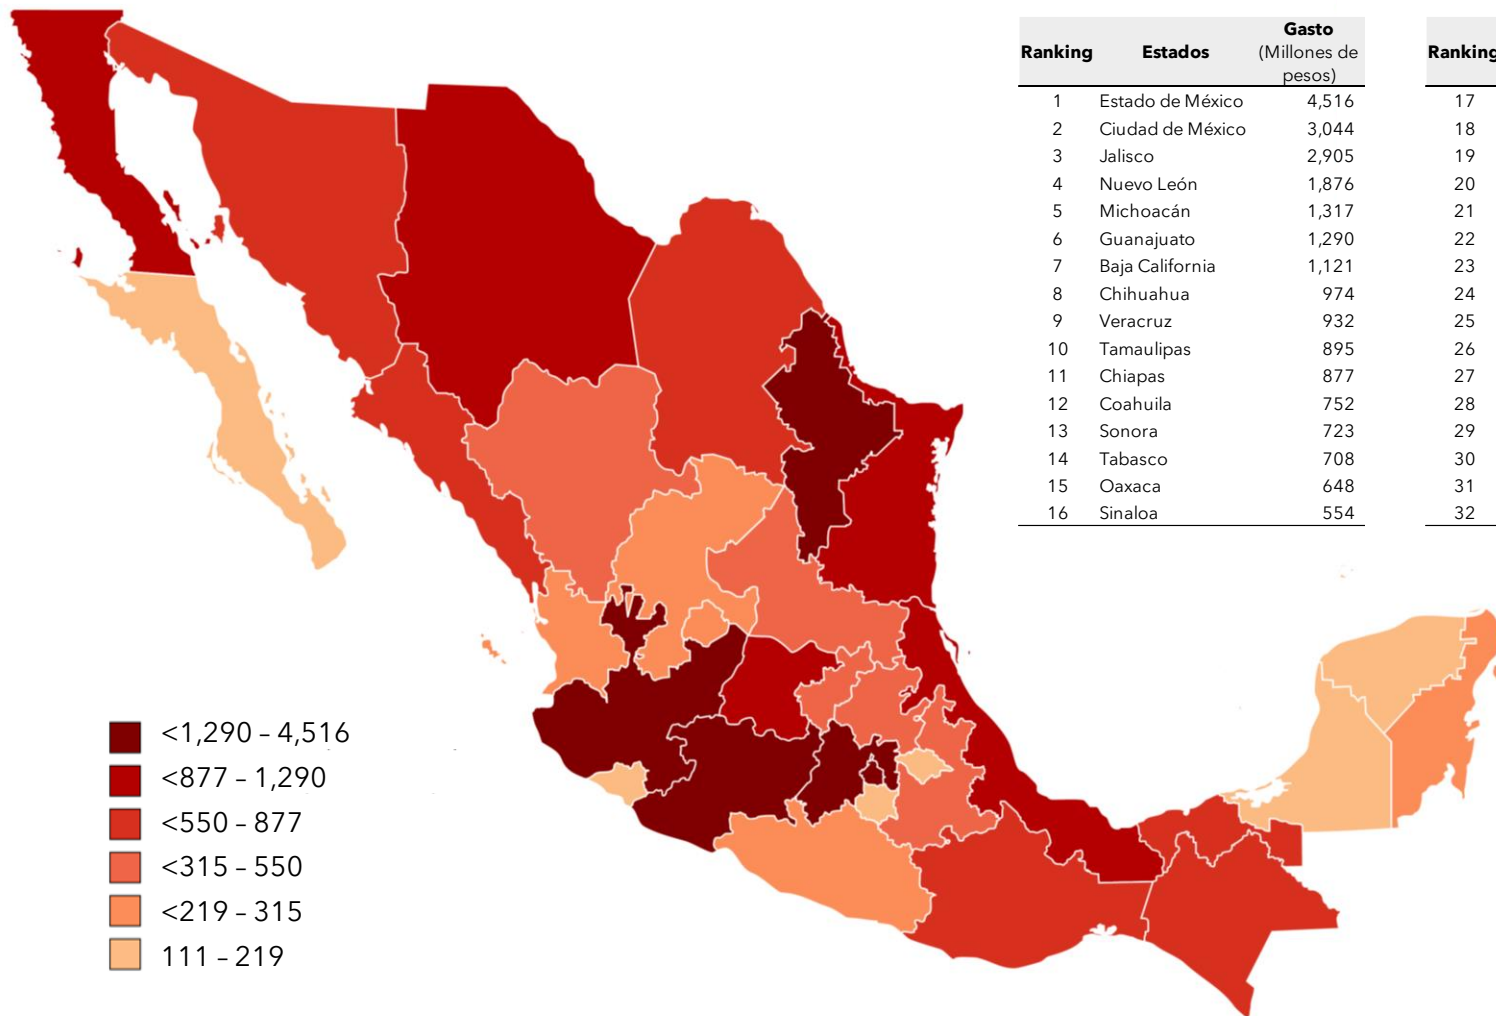 Ranking Estados Gasto (Millones de pesos) Ranking
1 Estado de México 4,516 17
2 Ciudad de México 3,044 18
3 Jalisco 2,905 19
4 Nuevo León 1,876 20
5 Michoacán 1,317 21
6 Guanajuato 1,290 22
7 Baja California 1,121 23
8 Chihuahua 974 24
9 Veracruz 932 25
10 Tamaulipas 895 26
11 Chiapas 877 27
12 Coahuila 752 28
13 Sonora 723 29
14 Tabasco 708 30
15 Oaxaca 648 31
16 Sinaloa 554 32
<1,290 – 4,516
<877 – 1,290
<550 – 877
<315 – 550
<219 – 315
111 – 219